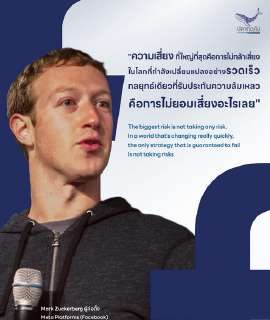 "ความเสี่ยง ที่ใหญ่ที่สุดคือการไม่กล้าเสี่ยง
ในโลกที่กำลังเปลี่ยนแปลงอย่างรวดเร็ว
กลยุทธ์เดียวที่รับประกันความล้มเหลว
คือการไม่ยอมเสี่ยงอะไรเลย"
The biggest risk is not taking any risk.
In a world that's changing really quickly,
the only strategy that is guaranteed to fail
is not taking risks
Mark Zuckerberg ผู้ก่อตั้ง
Meta Platforms (Facebook)